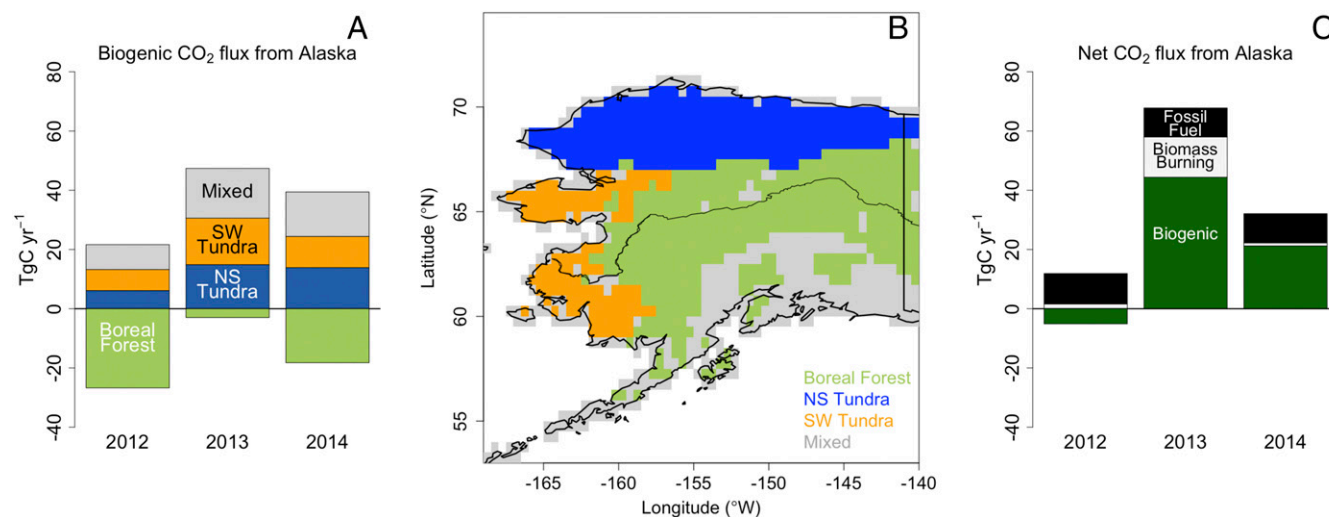 A
Biogenic CO₂ flux from Alaska
TgC yr⁻¹
80
60
40
20
0
-20
-40
Mixed
SW
Tundra
NS
Tundra
Boreal
Forest
2012
2013
2014
B
Latitude (°N)
70
65
60
55
Boreal Forest
NS Tundra
SW Tundra
Mixed
-165
-160
-155
-150
-145
-140
Longitude (°W)
C
Net CO₂ flux from Alaska
TgC yr⁻¹
80
60
40
20
0
-20
-40
Fossil
Fuel
Biomass
Burning
Biogenic
2012
2013
2014